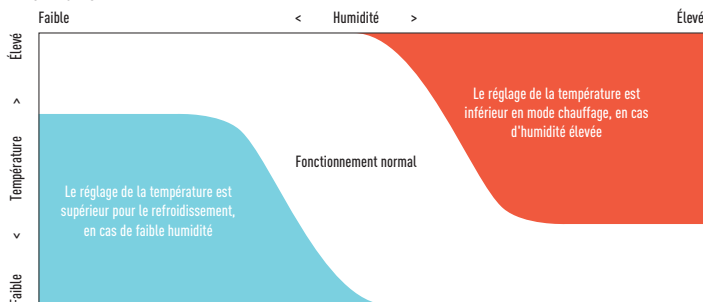 Faible < Humidité > Élevé
Élevé
>
Température
<
Faible
Le réglage de la température est
inférieur en mode chauffage, en cas
d'humidité élevée
Fonctionnement normal
Le réglage de la température est
supérieur pour le refroidissement,
en cas de faible humidité